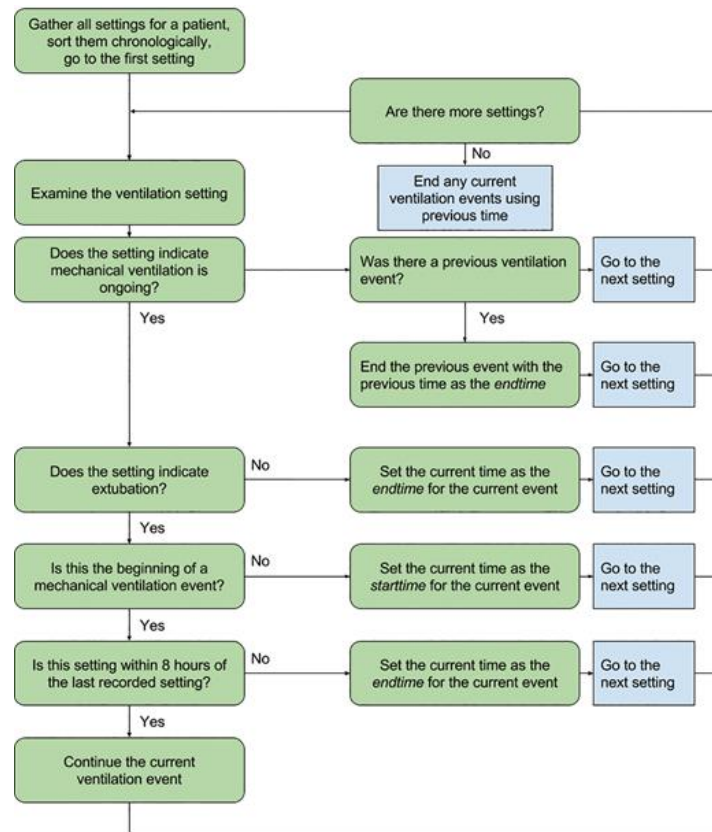 Gather all settings for a patient,
sort them chronologically,
go to the first setting
Are there more settings?
No
End any current
ventilation events using
previous time
Examine the ventilation setting
Does the setting indicate
mechanical ventilation is
ongoing?
Was there a previous ventilation
event?
Go to the
next setting
Yes
Yes
End the previous event with the
previous time as the endtime
Go to the
next setting
Does the setting indicate
extubation?
No
Set the current time as the
endtime for the current event
Go to the
next setting
Yes
Is this the beginning of a
mechanical ventilation event?
No
Set the current time as the
starttime for the current event
Go to the
next setting
Yes
Is this setting within 8 hours of
the last recorded setting?
No
Set the current time as the
endtime for the current event
Go to the
next setting
Yes
Continue the current
ventilation event